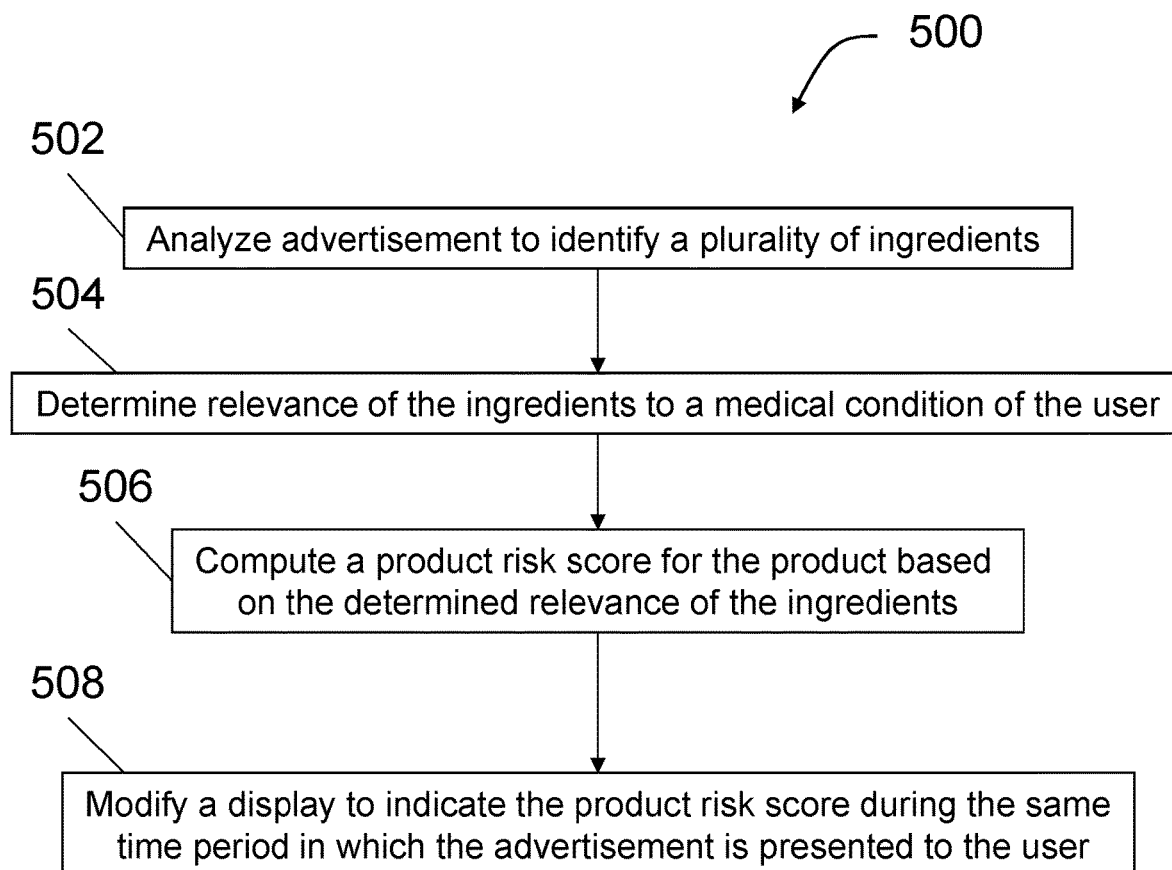 500
502
Analyze advertisement to identify a plurality of ingredients
504
Determine relevance of the ingredients to a medical condition of the user
506
Compute a product risk score for the product based
on the determined relevance of the ingredients
508
Modify a display to indicate the product risk score during the same
time period in which the advertisement is presented to the user